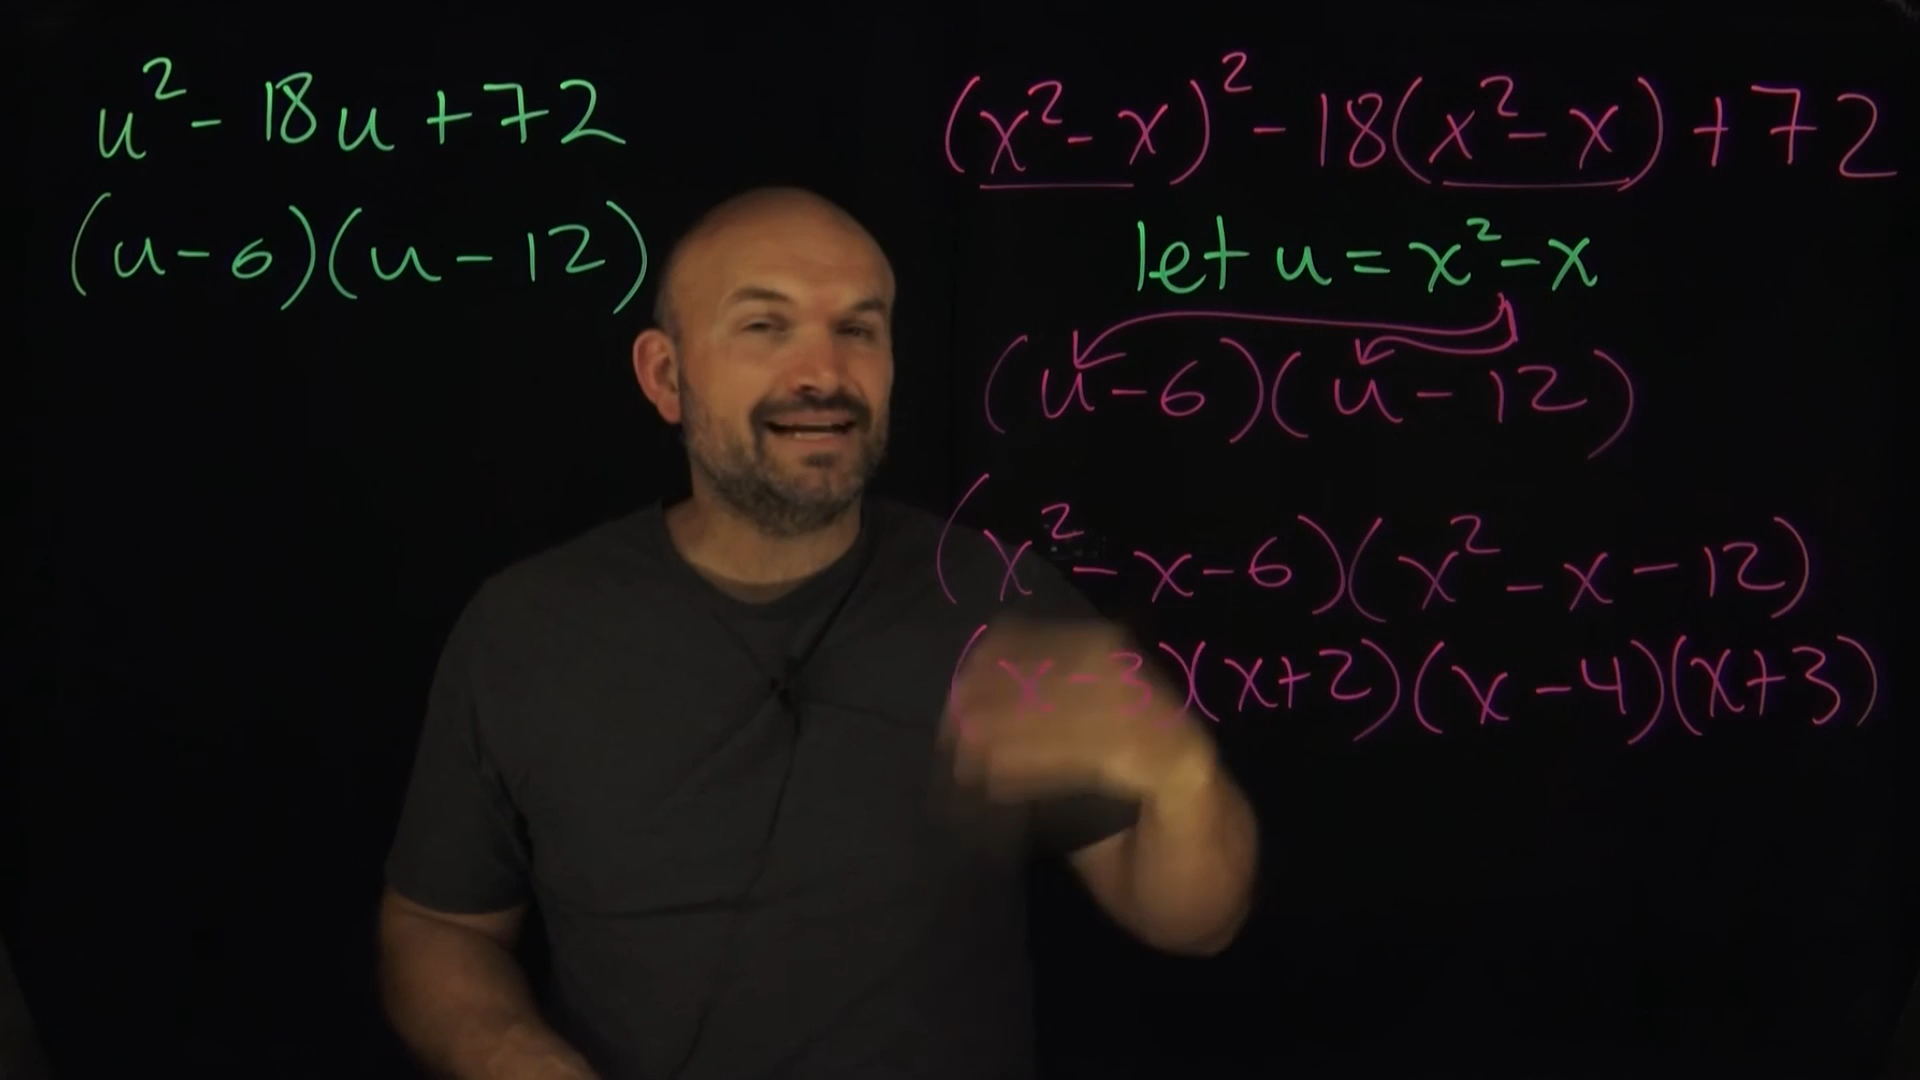 u² - 18u + 72
(u - 6)(u - 12)
(x² - x)² - 18(x² - x) + 72
let u = x² - x
(u - 6)(u - 12)
(x² - x - 6)(x² - x - 12)
(x - 3)(x + 2)(x - 4)(x + 3)